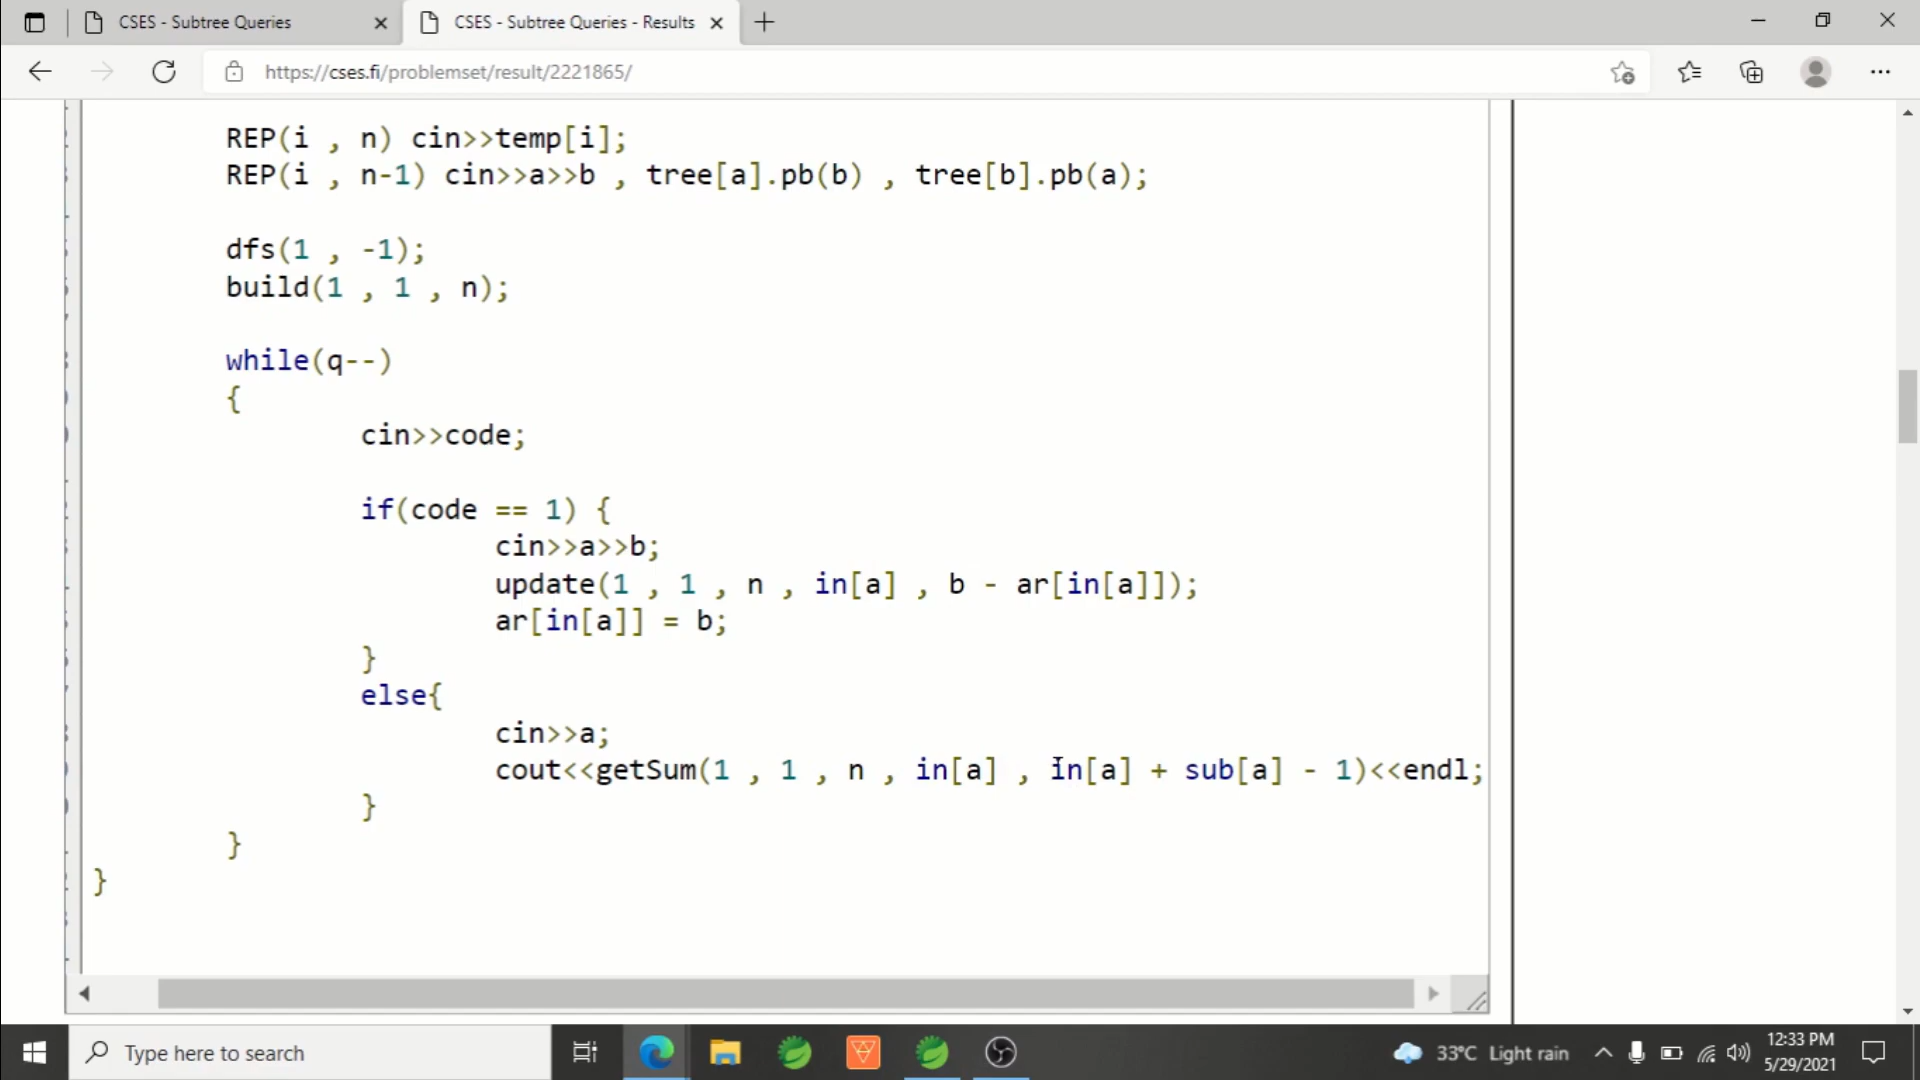 CSES - Subtree Queries
CSES - Subtree Queries - Results
https://cses.fi/problemset/result/2221865/
REP(i , n) cin>>temp[i];
REP(i , n-1) cin>>a>>b , tree[a].pb(b) , tree[b].pb(a);
dfs(1 , -1);
build(1 , 1 , n);
while(q--)
{
cin>>code;
if(code == 1) {
cin>>a>>b;
update(1 , 1 , n , in[a] , b - ar[in[a]]);
ar[in[a]] = b;
}
else{
cin>>a;
cout<<getSum(1 , 1 , n , in[a] , in[a] + sub[a] - 1)<<endl;
}
}
}
Type here to search
33°C Light rain
12:33 PM
5/29/2021